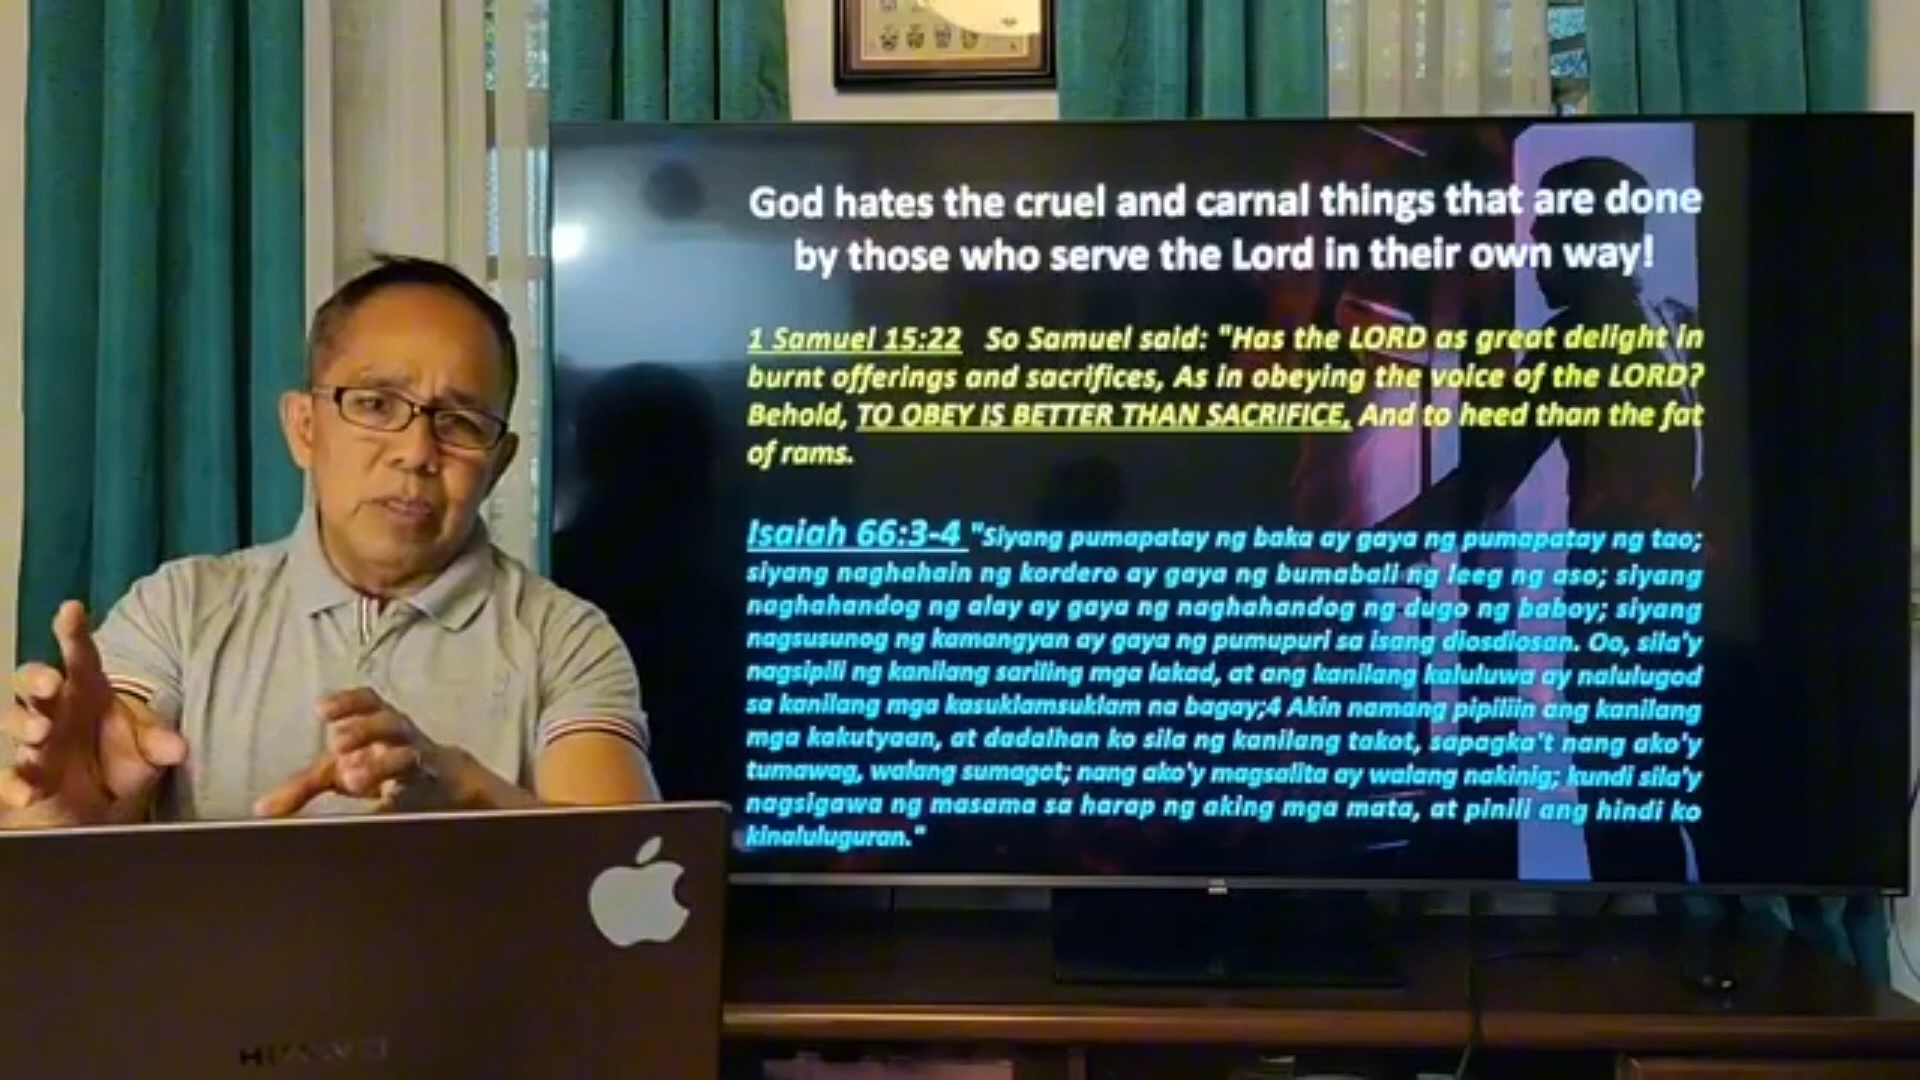 God hates the cruel and carnal things that are done
by those who serve the Lord in their own way!
1 Samuel 15:22 So Samuel said: "Has the LORD as great delight in
burnt offerings and sacrifices, As in obeying the voice of the LORD?
Behold, TO OBEY IS BETTER THAN SACRIFICE, And to heed than the fat
of rams.
Isaiah 66:3-4 "Siyang pumapatay ng baka ay gaya ng pumapatay ng tao;
siyang naghahain ng kordero ay gaya ng bumabali ng leeg ng aso; siyang
naghahandog ng alay ay gaya ng naghahandog ng dugo ng baboy; siyang
nagsusunog ng kamangyan ay gaya ng pumupuri sa isang diosdiosan. Oo, sila'y
nagsipili ng kanilang sariling mga lakad, at ang kanilang kaluluwa ay nalulugod
sa kanilang mga kasuklamsuklam na bagay;4 Akin namang pipiliin ang kanilang
mga kakutyaan, at dadalhan ko sila ng kanilang takot, sapagka't nang ako'y
tumawag, walang sumagot; nang ako'y magsalita ay walang nakinig; kundi sila'y
nagsigawa ng masama sa harap ng aking mga mata, at pinili ang hindi ko
kinaluluguran."
HUAWEI